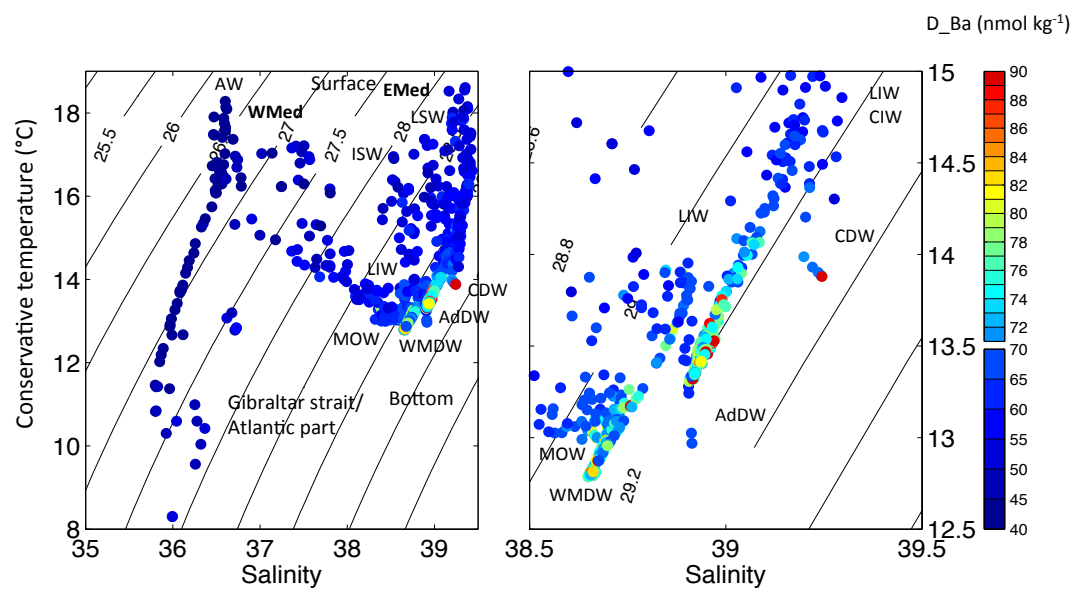 D_Ba (nmol kg⁻¹)
AW
Surface
EMed
WMed
LSW
ISW
25.5
26
27
27.5
28
LIW
CDW
AdDW
MOW
WMDW
Gibraltar strait/
Atlantic part
Bottom
Conservative temperature (°C)
18
16
14
12
10
8
35
36
37
38
39
Salinity
LIW
CIW
LIW
CDW
28.8
29
AdDW
MOW
WMDW
29.2
15
14.5
14
13.5
13
12.5
38.5
39
39.5
Salinity
90
88
86
84
82
80
78
76
74
72
70
65
60
55
50
45
40